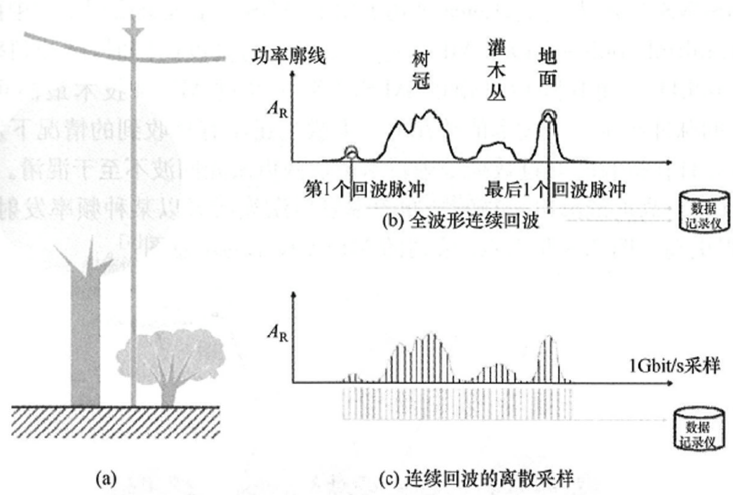 功率廓线
树冠
灌木丛
地面
AR
第1个回波脉冲
最后1个回波脉冲
(b) 全波形连续回波
数据
记录仪
AR
1Gbit/s采样
数据
记录仪
(a)
(c) 连续回波的离散采样